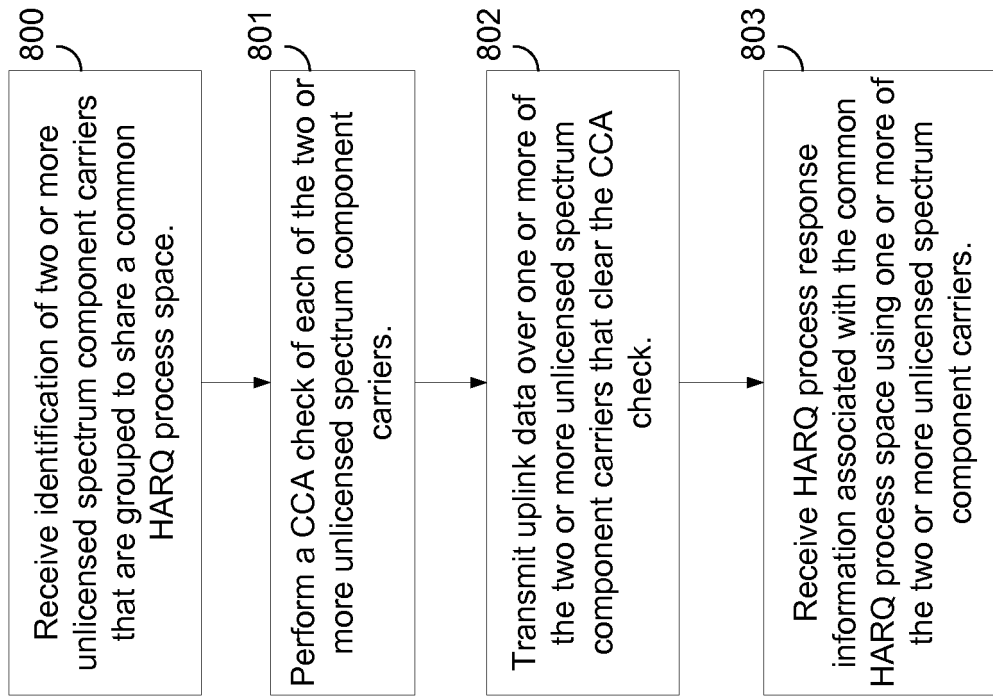 800
Receive identification of two or more
unlicensed spectrum component carriers
that are grouped to share a common
HARQ process space.
801
Perform a CCA check of each of the two or
more unlicensed spectrum component
carriers.
802
Transmit uplink data over one or more of
the two or more unlicensed spectrum
component carriers that clear the CCA
check.
803
Receive HARQ process response
information associated with the common
HARQ process space using one or more of
the two or more unlicensed spectrum
component carriers.